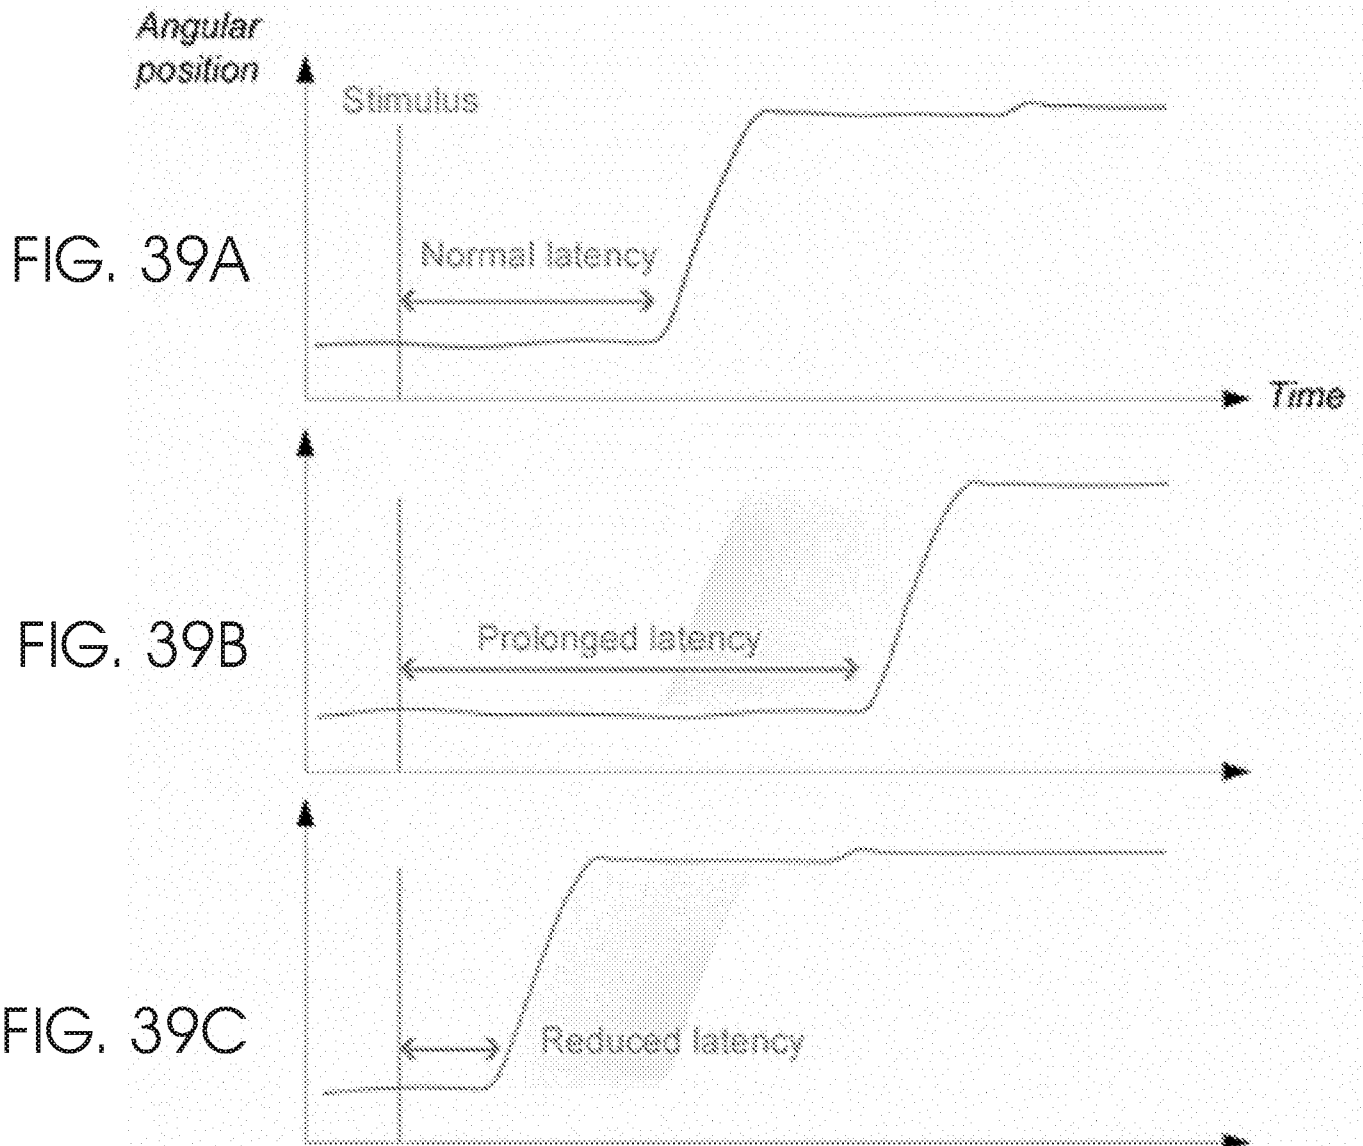 Angular
position
Stimulus
FIG. 39A
Normal latency
Time
FIG. 39B
Prolonged latency
FIG. 39C
Reduced latency